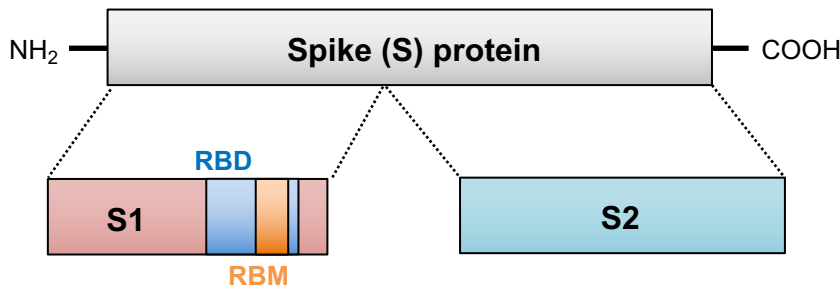 NH₂ Spike (S) protein COOH
RBD
S1 S2
RBM